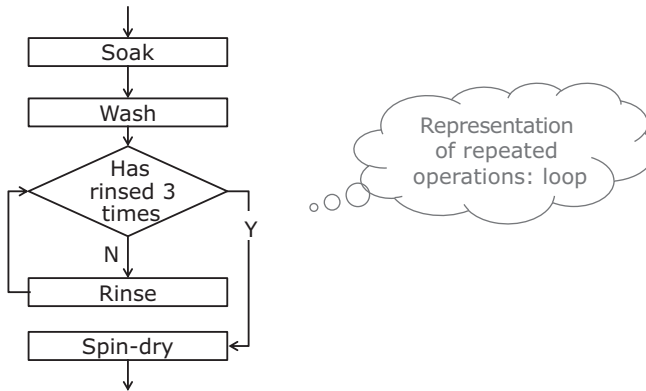 Soak
Wash
Has
rinsed 3
times
Y
N
Rinse
Spin-dry
Representation
of repeated
operations: loop